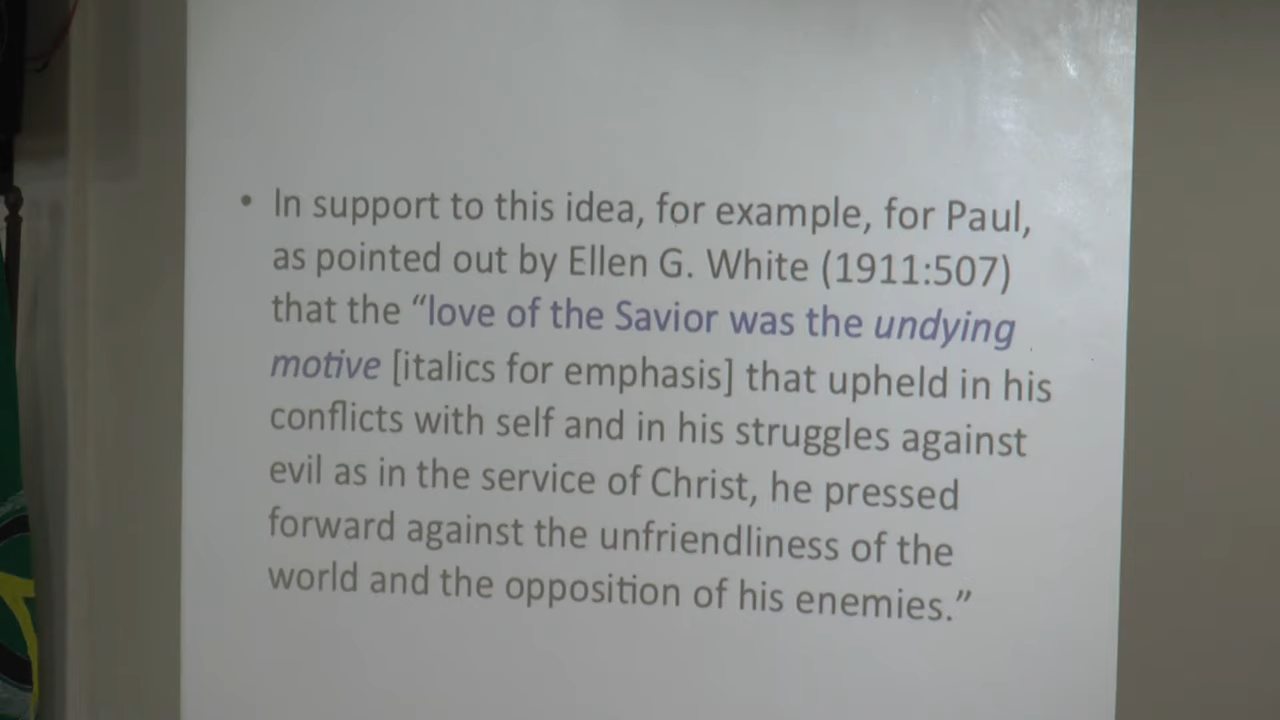 • In support to this idea, for example, for Paul,
as pointed out by Ellen G. White (1911:507)
that the “love of the Savior was the undying
motive [italics for emphasis] that upheld in his
conflicts with self and in his struggles against
evil as in the service of Christ, he pressed
forward against the unfriendliness of the
world and the opposition of his enemies.”